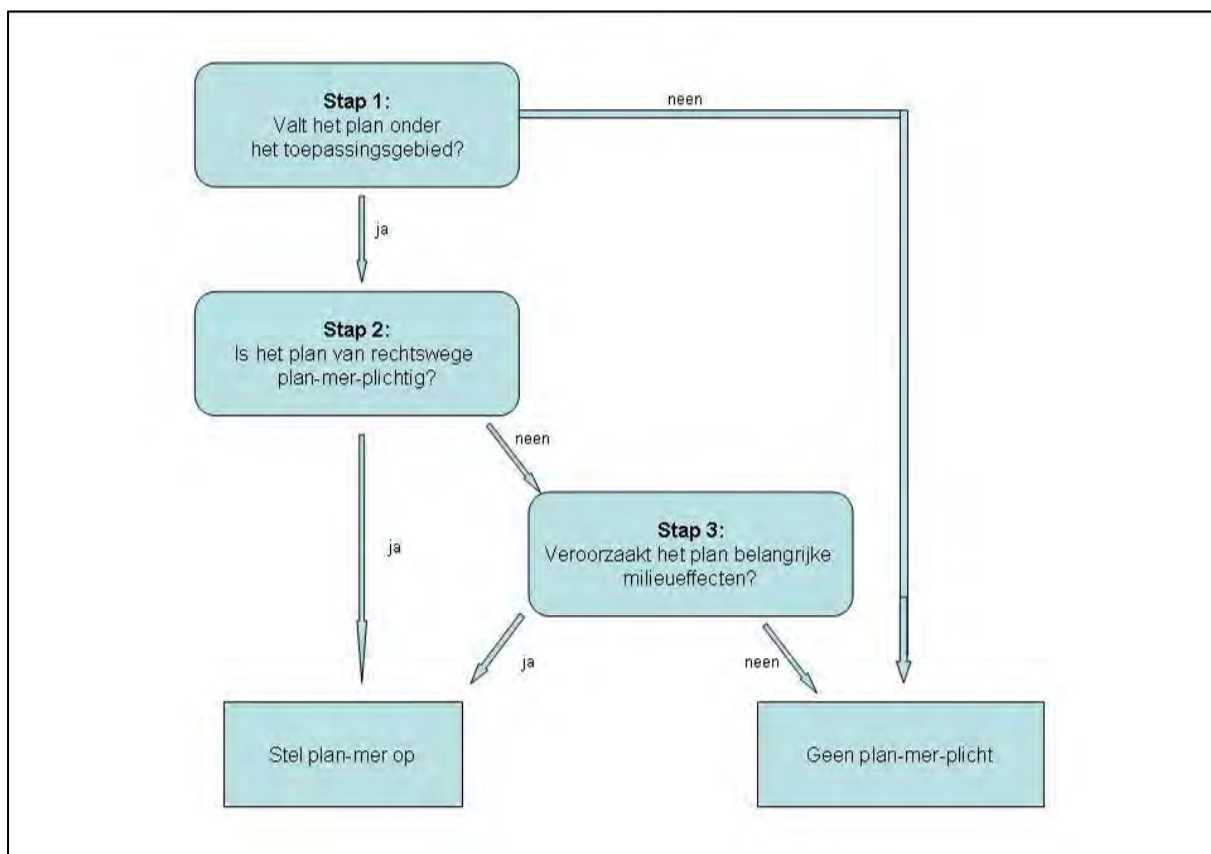 Stap 1:
Valt het plan onder
het toepassingsgebied?
neen
ja
Stap 2:
Is het plan van rechtswege
plan-mer-plichtig?
neen
Stap 3:
Veroorzaakt het plan belangrijke
milieueffecten?
ja
ja
neen
Stel plan-mer op
Geen plan-mer-plicht